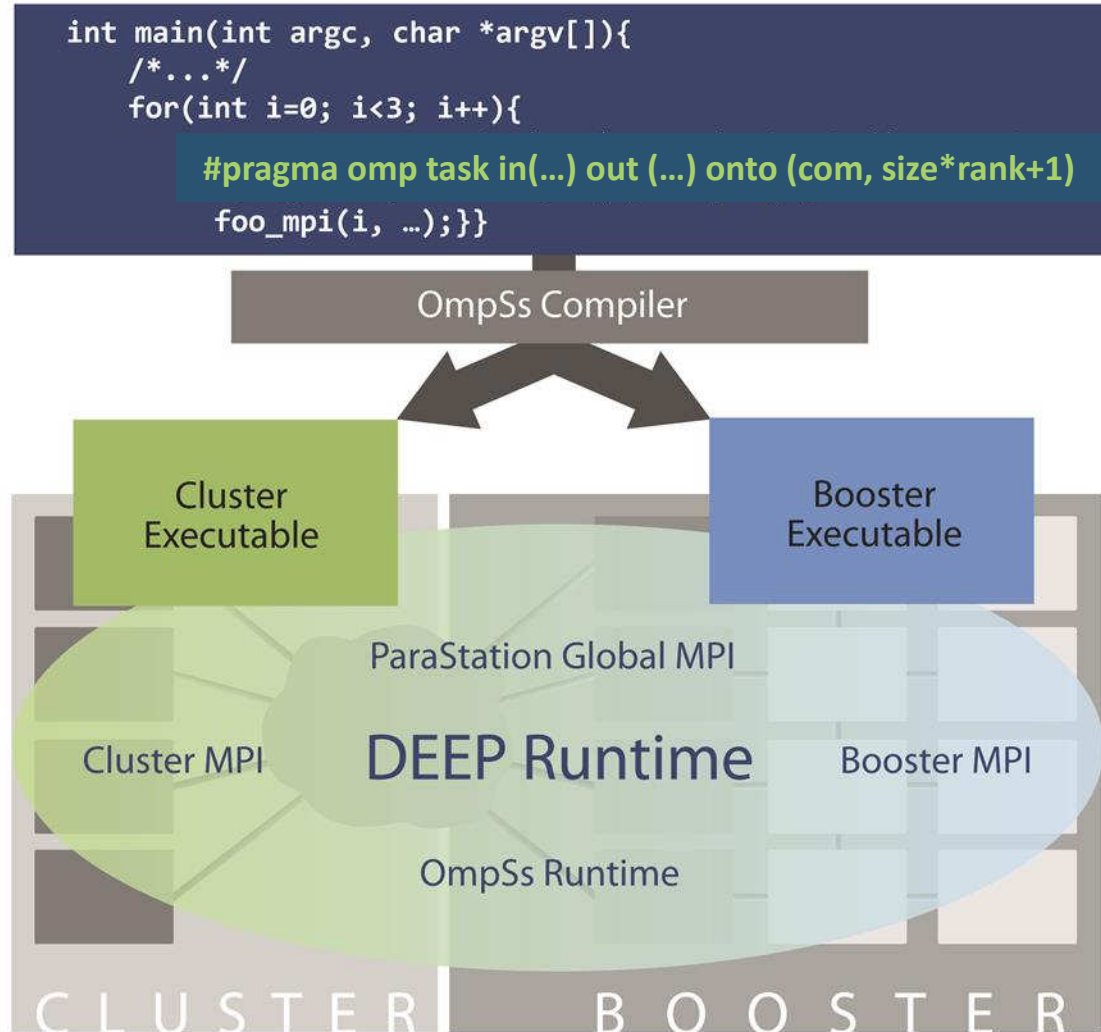 int main(int argc, char *argv[]){
/*...*/
for(int i=0; i<3; i++){
#pragma omp task in(…) out (…) onto (com, size*rank+1)
foo_mpi(i, …);}}
OmpSs Compiler
Cluster
Executable
Booster
Executable
ParaStation Global MPI
Cluster MPI
DEEP Runtime
Booster MPI
OmpSs Runtime
CLUSTER
BOOSTER